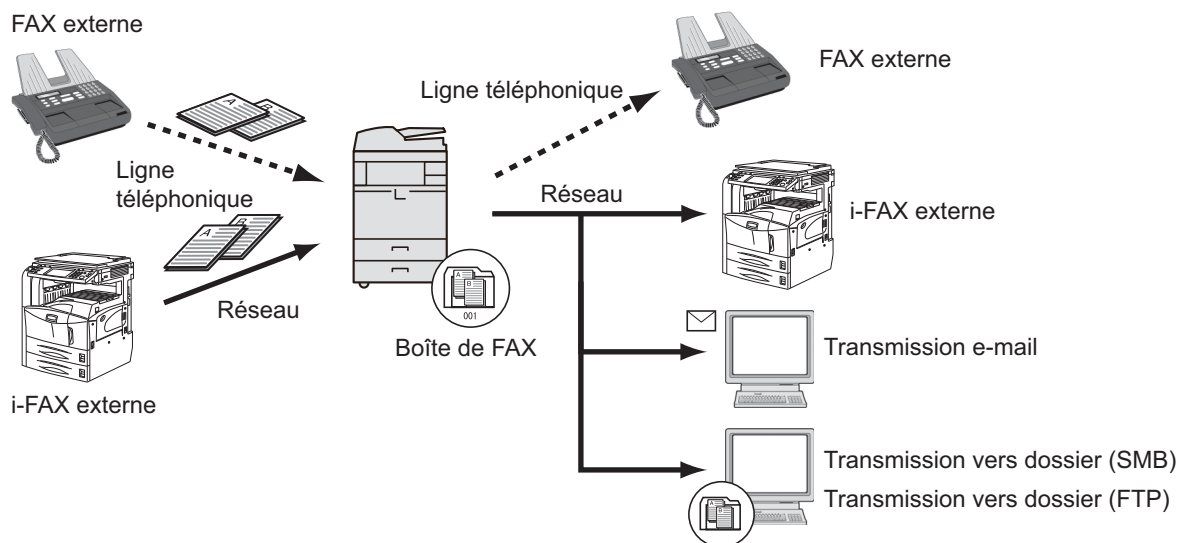 FAX externe
A
B
Ligne
téléphonique
A
B
Réseau
i-FAX externe
A
B
001
Boîte de FAX
Ligne téléphonique
FAX externe
Réseau
i-FAX externe
Transmission e-mail
Transmission vers dossier (SMB)
Transmission vers dossier (FTP)
A
B